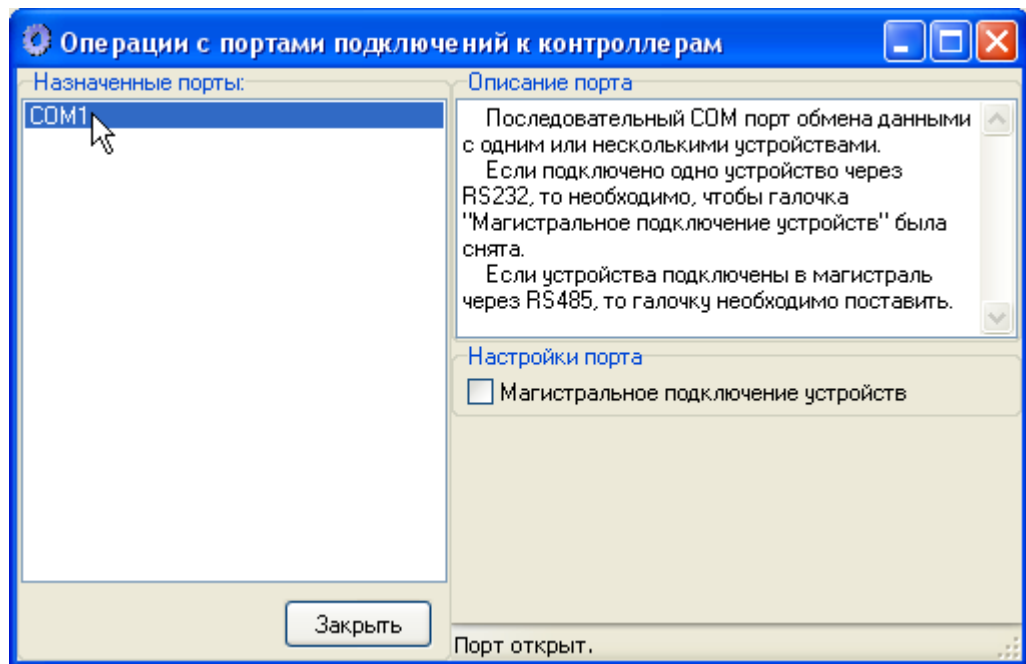 Операции с портами подключений к контроллерам
Назначенные порты:
COM1
Описание порта
Последовательный COM порт обмена данными
с одним или несколькими устройствами.
Если подключено одно устройство через
RS232, то необходимо, чтобы галочка
"Магистральное подключение устройств" была
снята.
Если устройства подключены в магистраль
через RS485, то галочку необходимо поставить.
Настройки порта
Магистральное подключение устройств
Закрыть
Порт открыт.